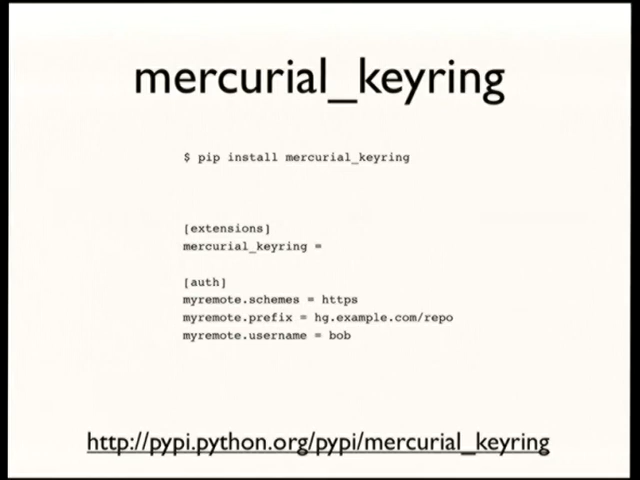 mercurial_keyring
$ pip install mercurial_keyring
[extensions]
mercurial_keyring =
[auth]
myremote.schemes = https
myremote.prefix = hg.example.com/repo
myremote.username = bob
http://pypi.python.org/pypi/mercurial_keyring